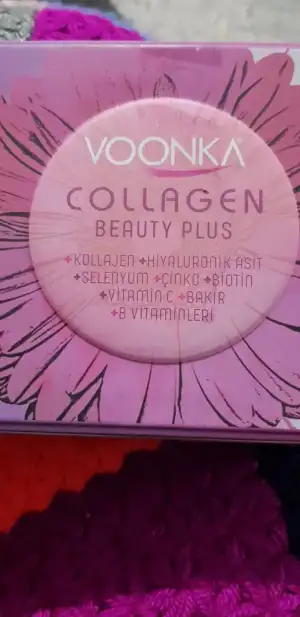 VOONKA
COLLAGEN
BEAUTY PLUS
+KOLLAJEN +HİYALURONİK ASİT
+SELENYUM +ÇİNKO +BİOTİN
+VİTAMİN C +BAKIR
+B VİTAMİNLERİ